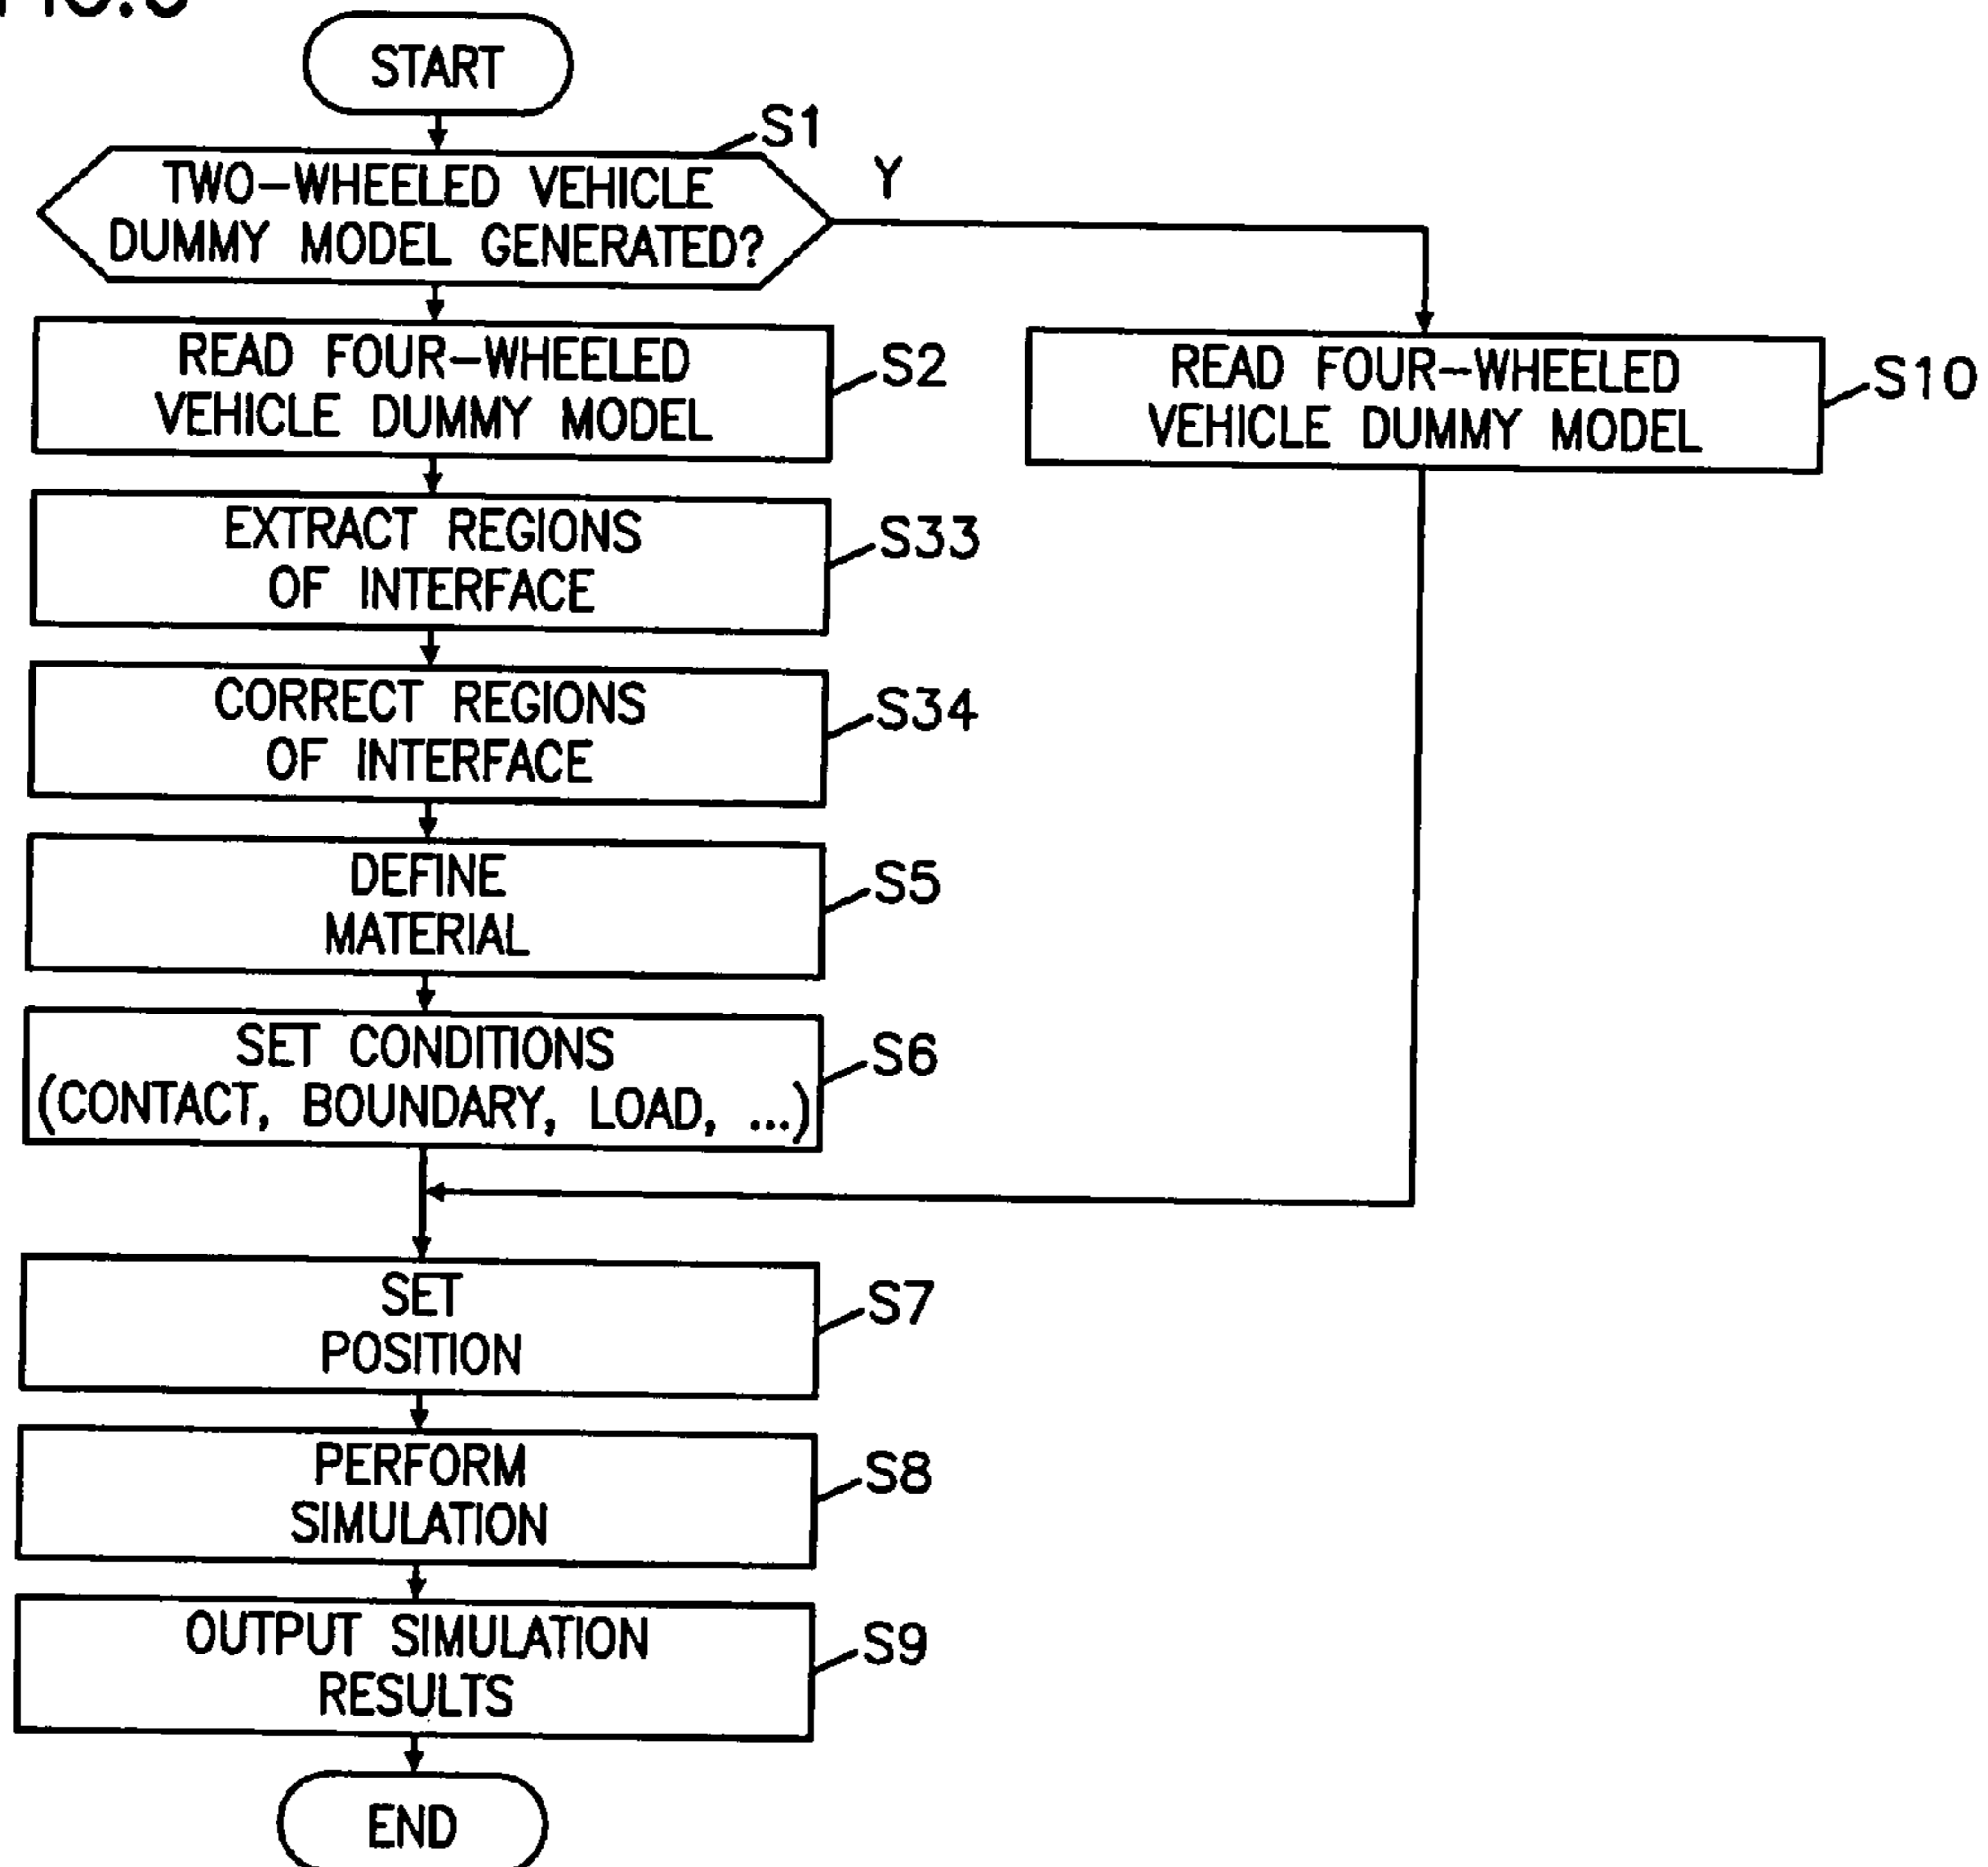 START
S1
TWO-WHEELED VEHICLE
DUMMY MODEL GENERATED?
Y
READ FOUR-WHEELED
VEHICLE DUMMY MODEL
S2
READ FOUR-WHEELED
VEHICLE DUMMY MODEL
S10
EXTRACT REGIONS
OF INTERFACE
S33
CORRECT REGIONS
OF INTERFACE
S34
DEFINE
MATERIAL
S5
SET CONDITIONS
(CONTACT, BOUNDARY, LOAD, ...)
S6
SET
POSITION
S7
PERFORM
SIMULATION
S8
OUTPUT SIMULATION
RESULTS
S9
END